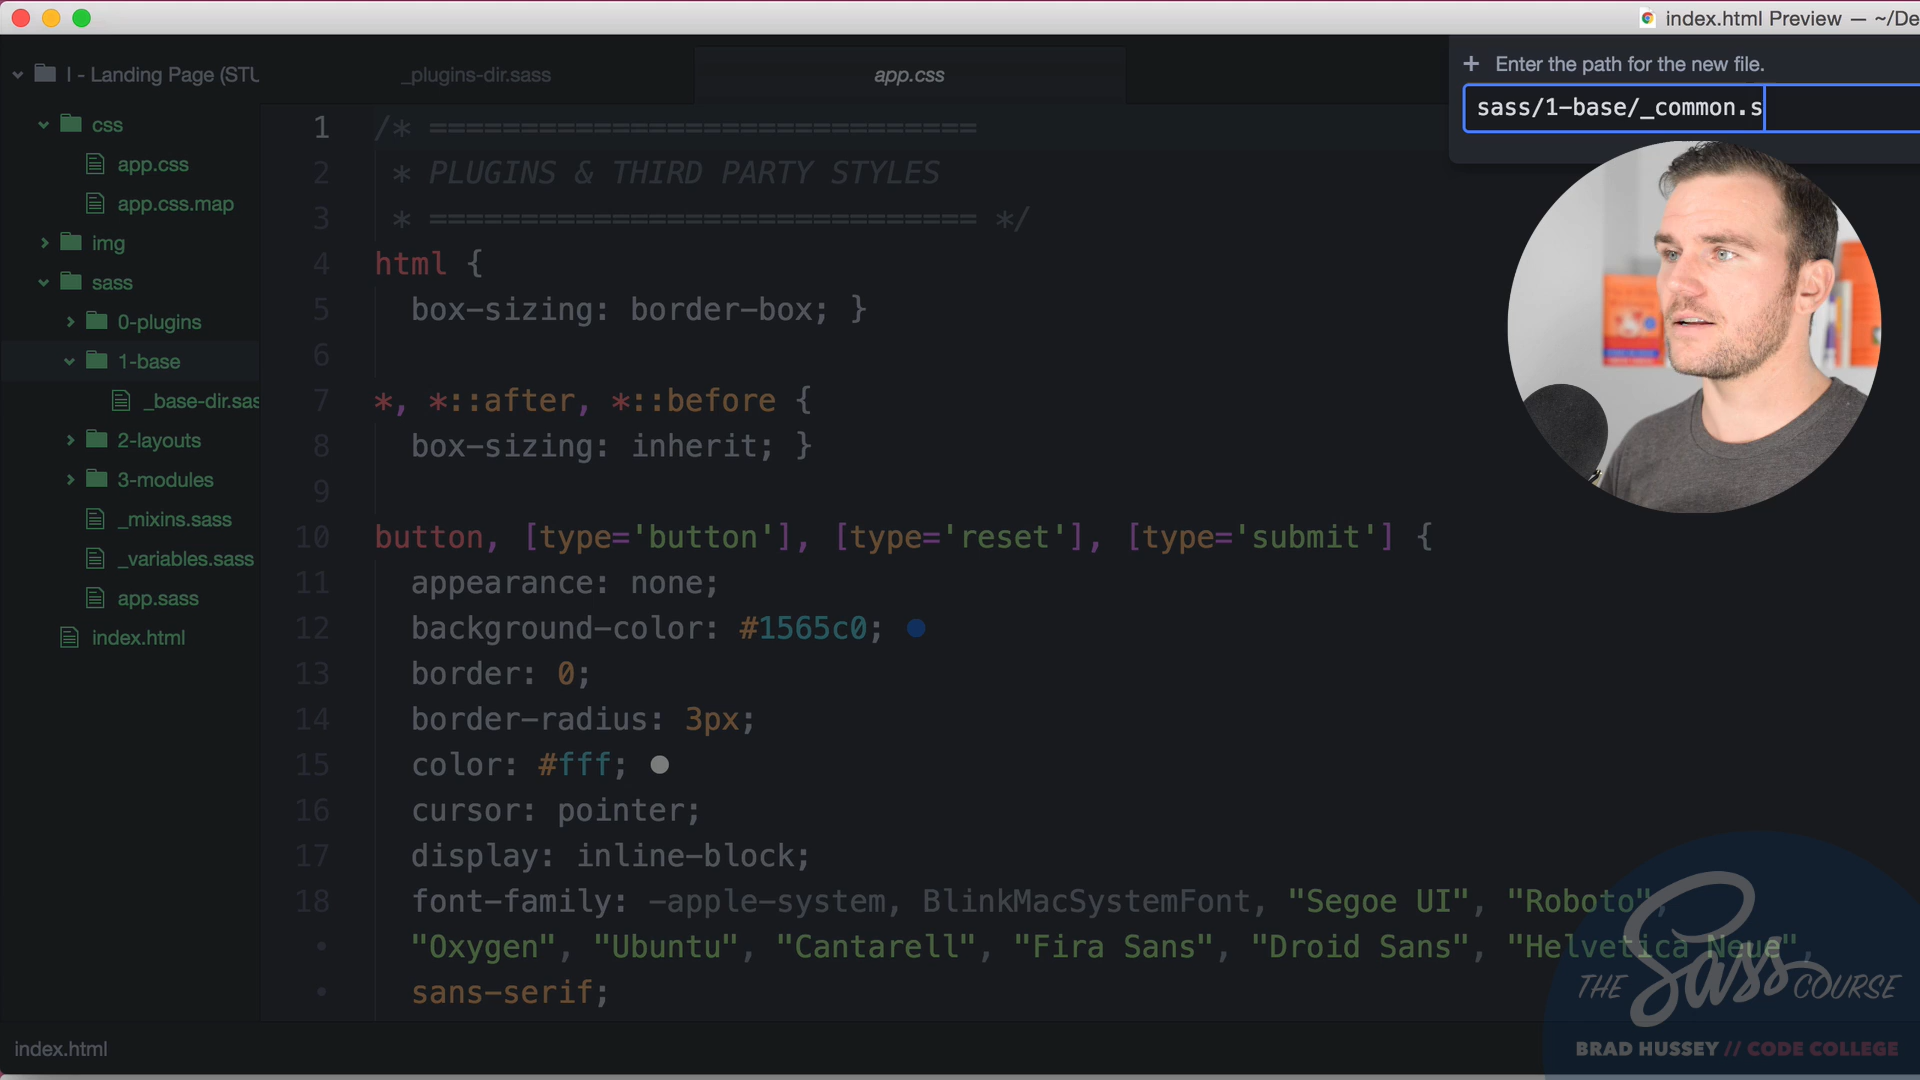 index.html Preview — ~/De
I - Landing Page (STU
_plugins-dir.sass
app.css
+ Enter the path for the new file.
sass/1-base/_common.s
css
app.css
app.css.map
img
sass
0-plugins
1-base
_base-dir.sas
2-layouts
3-modules
_mixins.sass
_variables.sass
app.sass
index.html
1 /* ==============================
2 * PLUGINS & THIRD PARTY STYLES
3 * ============================== */
4 html {
5 box-sizing: border-box; }
6
7 *, *::after, *::before {
8 box-sizing: inherit; }
9
10 button, [type='button'], [type='reset'], [type='submit'] {
11 appearance: none;
12 background-color: #1565c0;
13 border: 0;
14 border-radius: 3px;
15 color: #fff;
16 cursor: pointer;
17 display: inline-block;
18 font-family: -apple-system, BlinkMacSystemFont, "Segoe UI", "Roboto",
"Oxygen", "Ubuntu", "Cantarell", "Fira Sans", "Droid Sans", "Helvetica Neue",
sans-serif;
index.html
THE Sass COURSE
BRAD HUSSEY // CODE COLLEGE